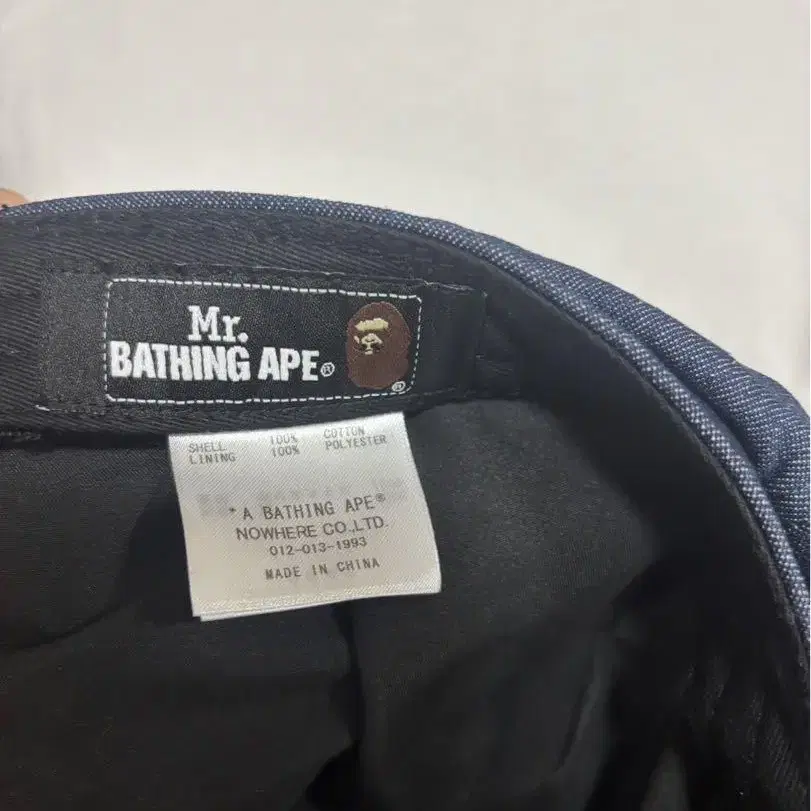 Mr.
BATHING APE®
®
SHELL 100% COTTON
LINING 100% POLYESTER
*A BATHING APE®
NOWHERE CO.,LTD.
012-013-1993
MADE IN CHINA